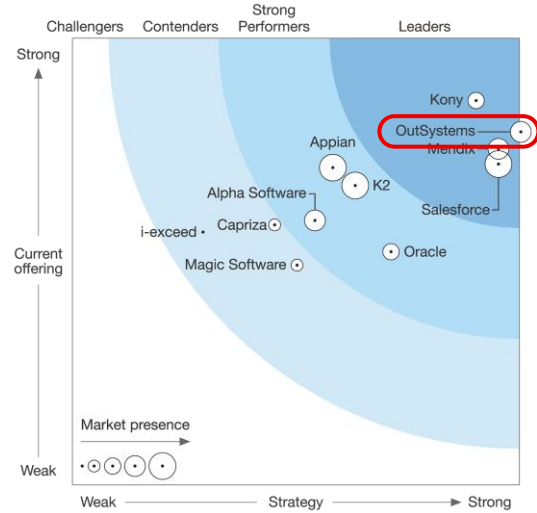 Challengers
Contenders
Strong
Performers
Leaders
Strong
Kony
OutSystems
Mendix
Appian
K2
Alpha Software
Salesforce
Capriza
i-exceed
Current
offering
Oracle
Magic Software
Market presence
Weak
Weak
Strategy
Strong